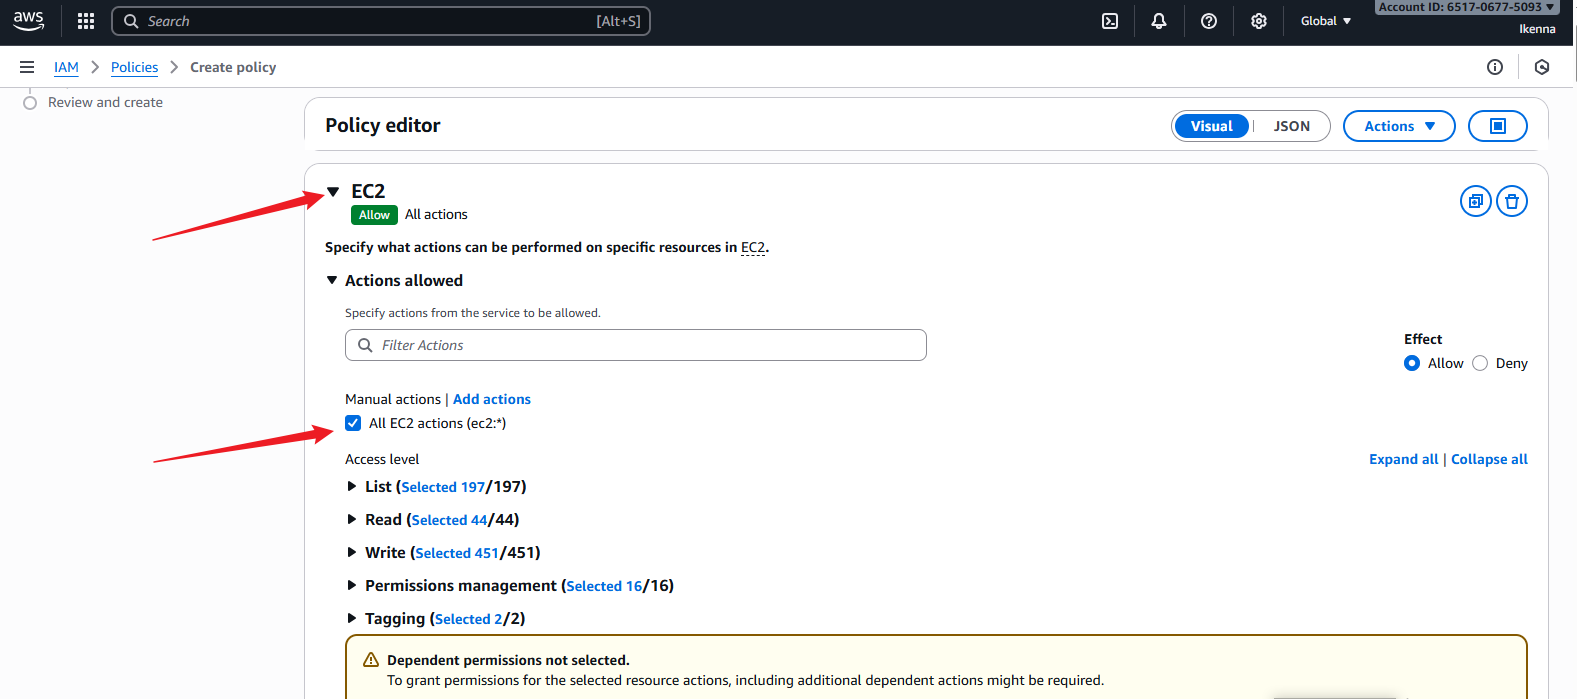 aws
Search [Alt+S]
Global
Account ID: 6517-0677-5093
Ikenna
IAM > Policies > Create policy
Review and create
Policy editor
Visual | JSON
Actions
EC2
Allow All actions
Specify what actions can be performed on specific resources in EC2.
Actions allowed
Specify actions from the service to be allowed.
Filter Actions
Effect
Allow Deny
Manual actions | Add actions
All EC2 actions (ec2:*)
Access level
Expand all | Collapse all
List (Selected 197/197)
Read (Selected 44/44)
Write (Selected 451/451)
Permissions management (Selected 16/16)
Tagging (Selected 2/2)
Dependent permissions not selected.
To grant permissions for the selected resource actions, including additional dependent actions might be required.